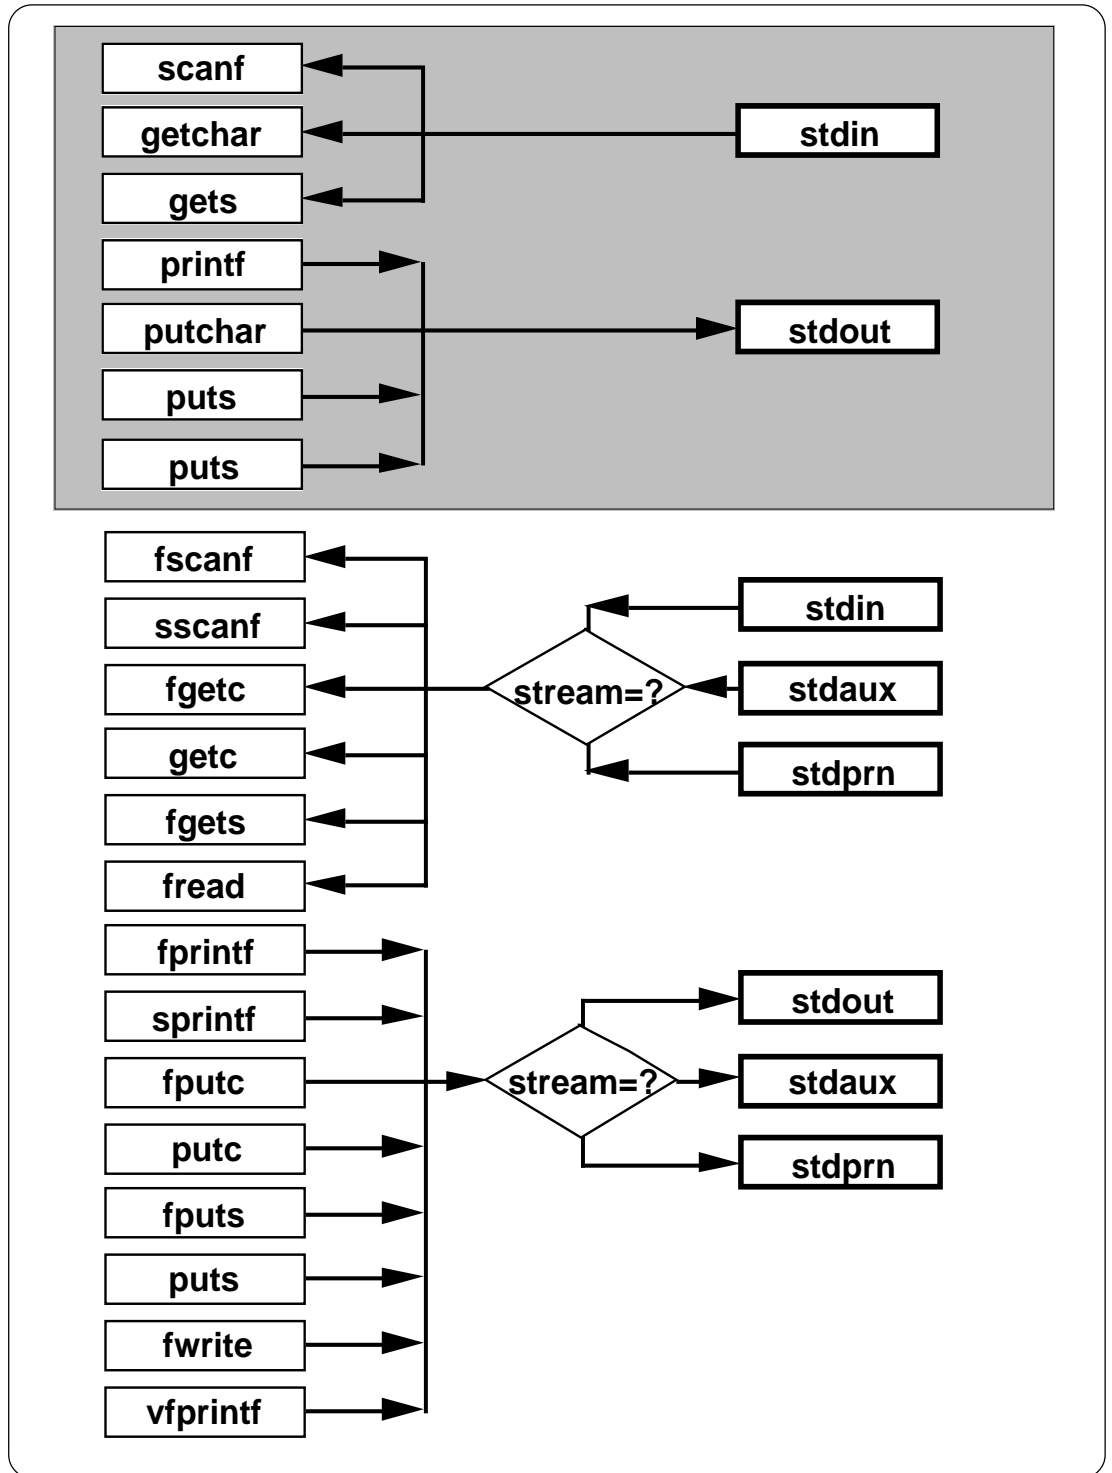 scanf
getchar
stdin
gets
printf
putchar
stdout
puts
puts
fscanf
sscanf
stdin
fgetc
stream=?
stdaux
getc
stdprn
fgets
fread
fprintf
sprintf
stdout
fputc
stream=?
stdaux
putc
stdprn
fputs
puts
fwrite
vfprintf